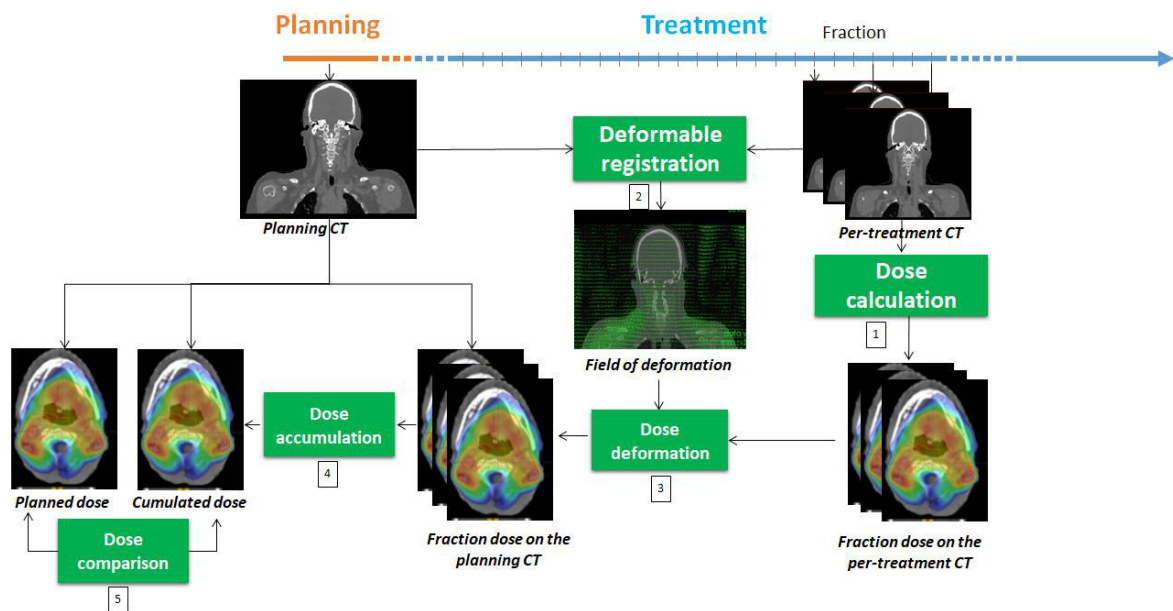 Planning
Treatment
Fraction
Deformable
registration
2
Planning CT
Per-treatment CT
Dose
calculation
1
Field of deformation
Dose
accumulation
4
Dose
deformation
3
Planned dose
Cumulated dose
Fraction dose on the
planning CT
Fraction dose on the
per-treatment CT
Dose
comparison
5